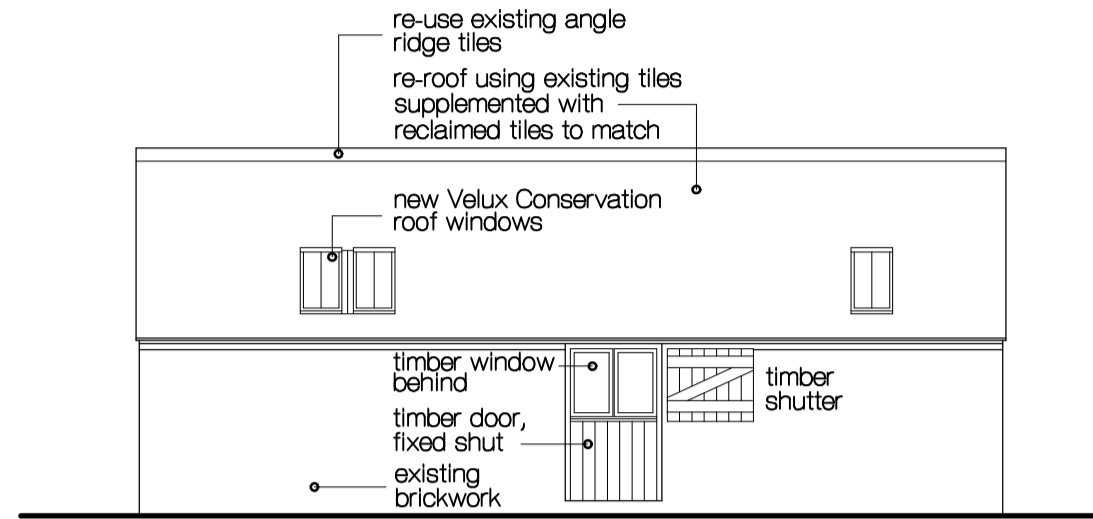 re-use existing angle
ridge tiles
re-roof using existing tiles
supplemented with
reclaimed tiles to match
new Velux Conservation
roof windows
timber window
behind
timber
shutter
timber door,
fixed shut
existing
brickwork